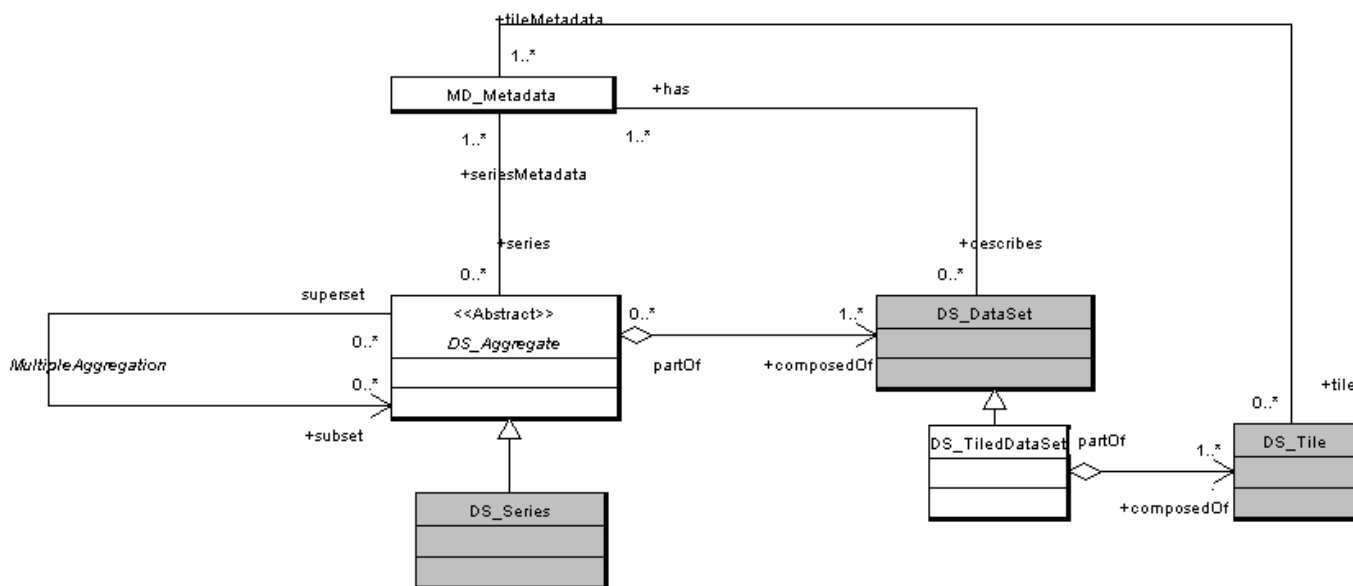 +tileMetadata
1..*
MD_Metadata
+has
1..*
1..*
+seriesMetadata
+series
+describes
0..*
0..*
superset
<<Abstract>>
DS_Aggregate
0..*
1..*
DS_DataSet
0..*
partOf
+composedOf
MultipleAggregation
0..*
+subset
+tile
0..*
DS_TiledDataSet
partOf
1..*
DS_Tile
+composedOf
DS_Series